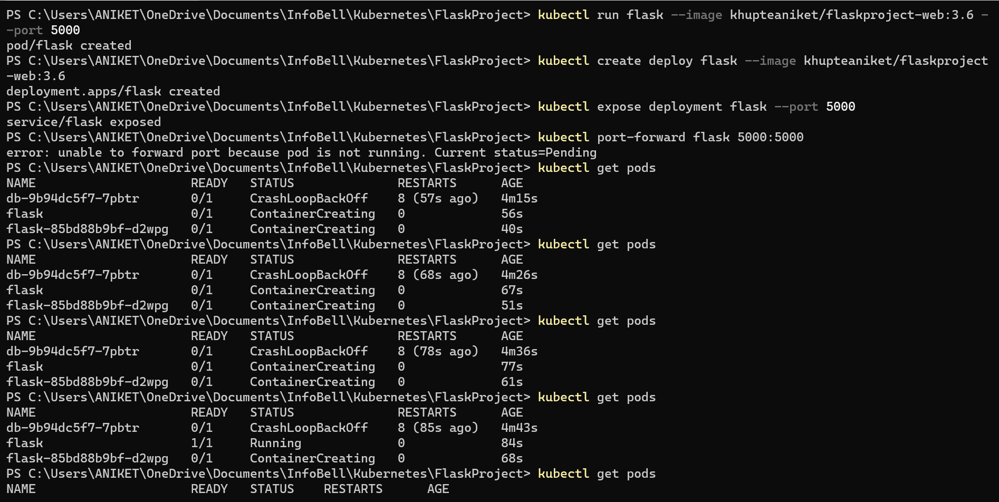 PS C:\Users\ANIKET\OneDrive\Documents\InfoBell\Kubernetes\FlaskProject> kubectl run flask --image khupteaniket/flaskproject-web:3.6 -
-port 5000
pod/flask created
PS C:\Users\ANIKET\OneDrive\Documents\InfoBell\Kubernetes\FlaskProject> kubectl create deploy flask --image khupteaniket/flaskproject
-web:3.6
deployment.apps/flask created
PS C:\Users\ANIKET\OneDrive\Documents\InfoBell\Kubernetes\FlaskProject> kubectl expose deployment flask --port 5000
service/flask exposed
PS C:\Users\ANIKET\OneDrive\Documents\InfoBell\Kubernetes\FlaskProject> kubectl port-forward flask 5000:5000
error: unable to forward port because pod is not running. Current status=Pending
PS C:\Users\ANIKET\OneDrive\Documents\InfoBell\Kubernetes\FlaskProject> kubectl get pods
NAME                     READY   STATUS              RESTARTS      AGE
db-9b94dc5f7-7pbtr       0/1     CrashLoopBackOff    8 (57s ago)   4m15s
flask                    0/1     ContainerCreating   0             56s
flask-85bd88b9bf-d2wpg   0/1     ContainerCreating   0             40s
PS C:\Users\ANIKET\OneDrive\Documents\InfoBell\Kubernetes\FlaskProject> kubectl get pods
NAME                     READY   STATUS              RESTARTS      AGE
db-9b94dc5f7-7pbtr       0/1     CrashLoopBackOff    8 (68s ago)   4m26s
flask                    0/1     ContainerCreating   0             67s
flask-85bd88b9bf-d2wpg   0/1     ContainerCreating   0             51s
PS C:\Users\ANIKET\OneDrive\Documents\InfoBell\Kubernetes\FlaskProject> kubectl get pods
NAME                     READY   STATUS              RESTARTS      AGE
db-9b94dc5f7-7pbtr       0/1     CrashLoopBackOff    8 (78s ago)   4m36s
flask                    0/1     ContainerCreating   0             77s
flask-85bd88b9bf-d2wpg   0/1     ContainerCreating   0             61s
PS C:\Users\ANIKET\OneDrive\Documents\InfoBell\Kubernetes\FlaskProject> kubectl get pods
NAME                     READY   STATUS              RESTARTS      AGE
db-9b94dc5f7-7pbtr       0/1     CrashLoopBackOff    8 (85s ago)   4m43s
flask                    1/1     Running             0             84s
flask-85bd88b9bf-d2wpg   0/1     ContainerCreating   0             68s
PS C:\Users\ANIKET\OneDrive\Documents\InfoBell\Kubernetes\FlaskProject> kubectl get pods
NAME                     READY   STATUS    RESTARTS      AGE